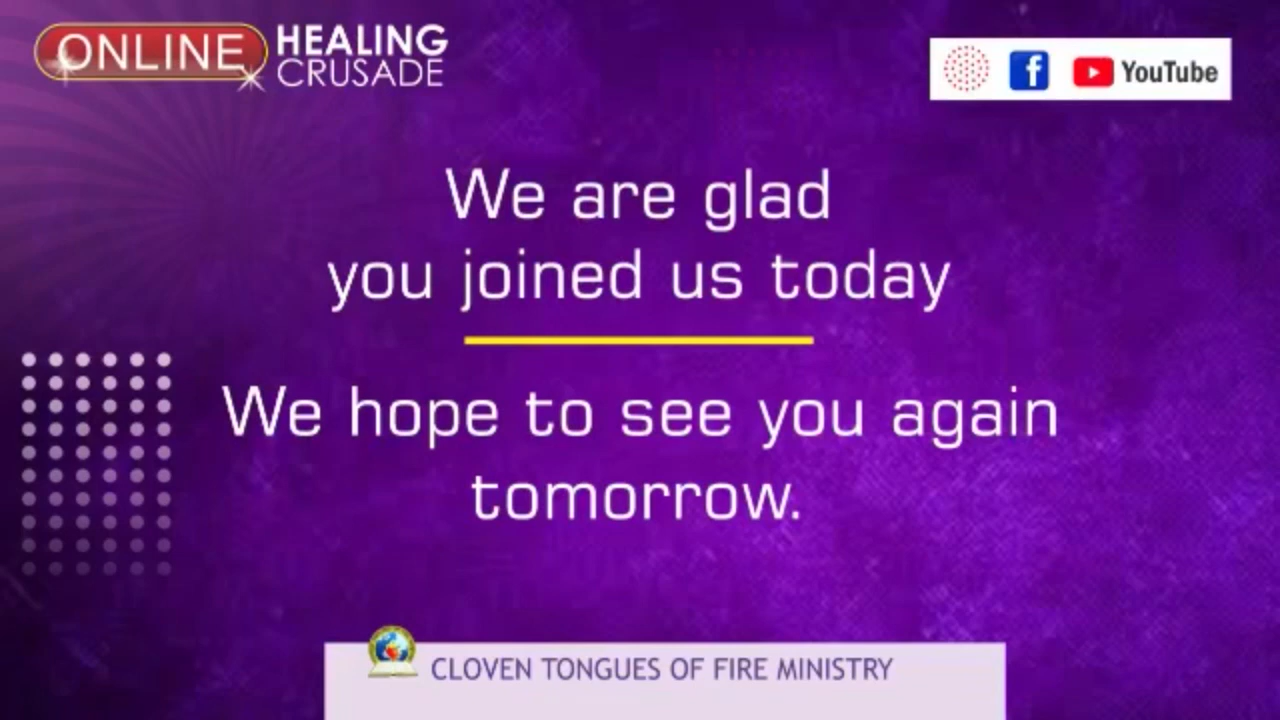 ONLINE HEALING
CRUSADE
f YouTube
We are glad
you joined us today
We hope to see you again
tomorrow.
CLOVEN TONGUES OF FIRE MINISTRY